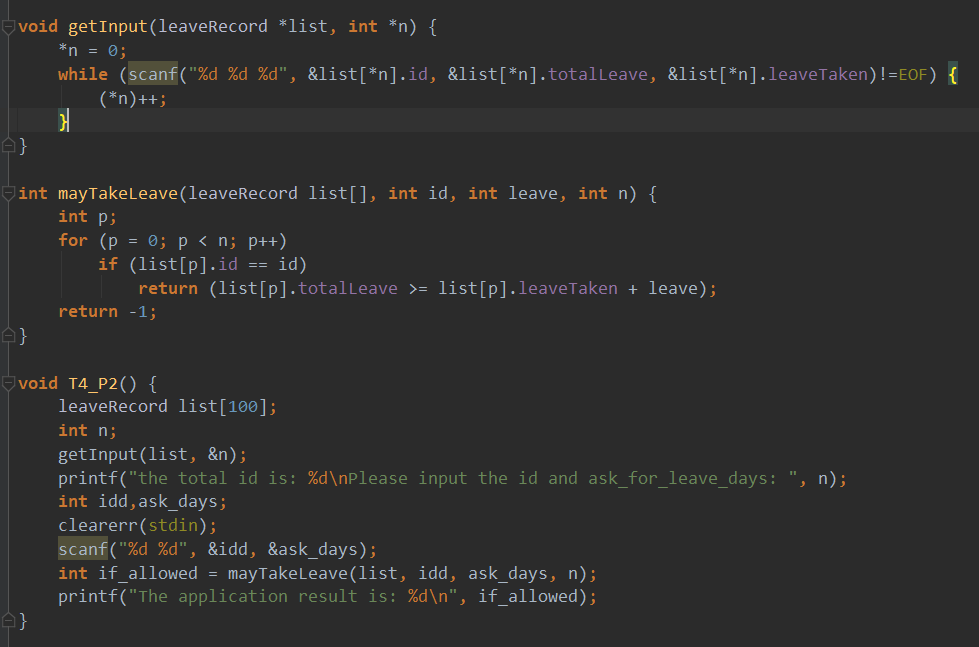 void getInput(leaveRecord *list, int *n) {
    *n = 0;
    while (scanf("%d %d %d", &list[*n].id, &list[*n].totalLeave, &list[*n].leaveTaken)!=EOF) {
        (*n)++;
    }
}
int mayTakeLeave(leaveRecord list[], int id, int leave, int n) {
    int p;
    for (p = 0; p < n; p++)
        if (list[p].id == id)
            return (list[p].totalLeave >= list[p].leaveTaken + leave);
    return -1;
}
void T4_P2() {
    leaveRecord list[100];
    int n;
    getInput(list, &n);
    printf("the total id is: %d\nPlease input the id and ask_for_leave_days: ", n);
    int idd,ask_days;
    clearerr(stdin);
    scanf("%d %d", &idd, &ask_days);
    int if_allowed = mayTakeLeave(list, idd, ask_days, n);
    printf("The application result is: %d\n", if_allowed);
}